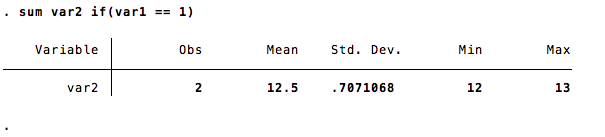 . sum var2 if(var1 == 1)
Variable Obs Mean Std. Dev. Min Max
var2 2 12.5 .7071068 12 13
.